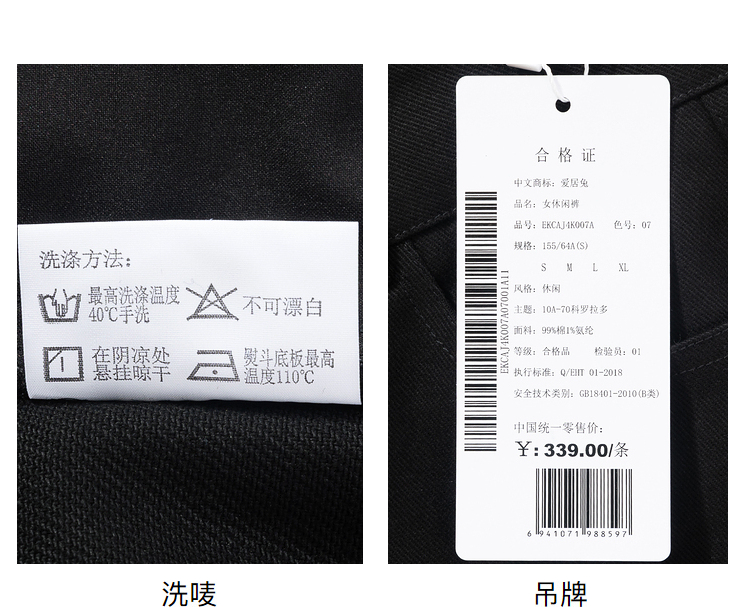 洗涤方法：
最高洗涤温度
40℃手洗
不可漂白
在阴凉处
悬挂晾干
熨斗底板最高
温度110℃
合格证
中文商标：爱居兔
品名：女休闲裤
品号：EKCAJ4K007A 色号：07
规格：155/64A(S)
S M L XL
风格：休闲
主题：10A-70科罗拉多
面料：99%棉1%氨纶
等级：合格品 检验员：01
执行标准：Q/EHT 01-2018
安全技术类别：GB18401-2010(B类)
中国统一零售价：
￥：339.00/条
EKCAJ4K007A07001A11
6 941071 988597
洗唛
吊牌